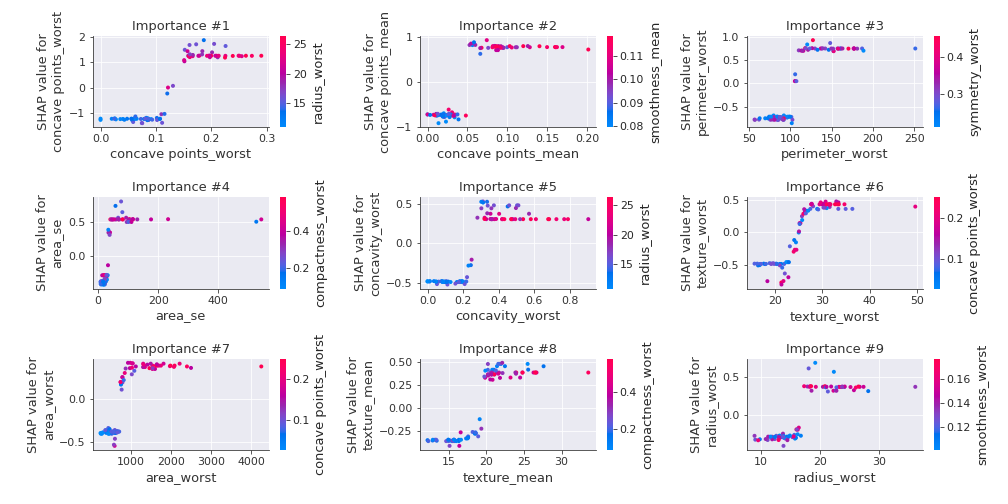 Importance #1
SHAP value for
concave points_worst
2
1
0
−1
0.0
0.1
0.2
0.3
concave points_worst
25
20
15
radius_worst
Importance #2
SHAP value for
concave points_mean
1
0
−1
0.00
0.05
0.10
0.15
0.20
concave points_mean
0.11
0.10
0.09
0.08
smoothness_mean
Importance #3
SHAP value for
perimeter_worst
1.0
0.5
0.0
−0.5
50
100
150
200
250
perimeter_worst
0.4
0.3
symmetry_worst
Importance #4
SHAP value for
area_se
0.5
0.0
0
200
400
area_se
0.4
0.2
compactness_worst
Importance #5
SHAP value for
concavity_worst
0.5
0.0
−0.5
0.0
0.2
0.4
0.6
0.8
concavity_worst
25
20
15
radius_worst
Importance #6
SHAP value for
texture_worst
0.5
0.0
−0.5
20
30
40
50
texture_worst
0.2
0.1
concave points_worst
Importance #7
SHAP value for
area_worst
0.0
−0.5
1000
2000
3000
4000
area_worst
0.2
0.1
concave points_worst
Importance #8
SHAP value for
texture_mean
0.50
0.25
0.00
−0.25
15
20
25
30
texture_mean
0.4
0.2
compactness_worst
Importance #9
SHAP value for
radius_worst
0.5
0.0
10
20
30
radius_worst
0.16
0.14
0.12
smoothness_worst